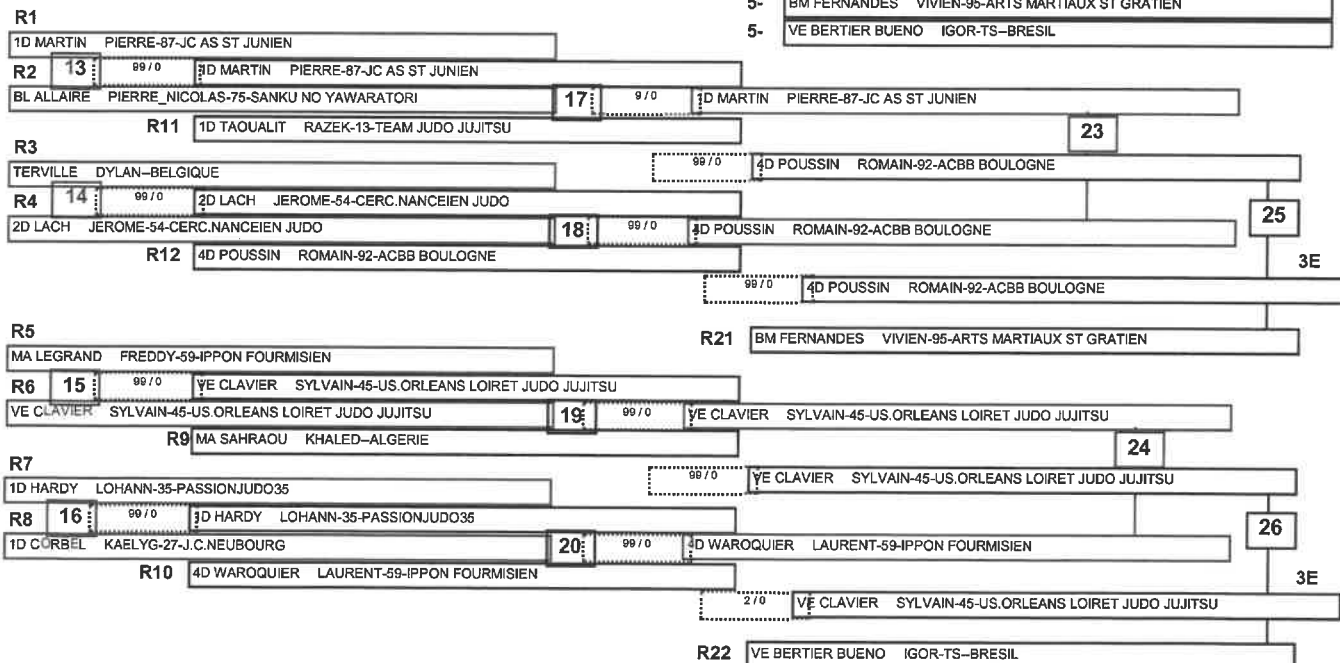 5- BM FERNANDES VIVIEN-95-ARTS MARTIAUX ST GRATIEN
5- VE BERTIER BUENO IGOR-TS--BRESIL
R1
1D MARTIN PIERRE-87-JC AS ST JUNIEN
R2 13 99/0 1D MARTIN PIERRE-87-JC AS ST JUNIEN
BL ALLAIRE PIERRE_NICOLAS-75-SANKU NO YAWARATORI 17 9/0 1D MARTIN PIERRE-87-JC AS ST JUNIEN
R11 1D TAOUALIT RAZEK-13-TEAM JUDO JUJITSU
23
R3
99/0 4D POUSSIN ROMAIN-92-ACBB BOULOGNE
TERVILLE DYLAN--BELGIQUE
R4 14 99/0 2D LACH JEROME-54-CERC.NANCEIEN JUDO
25
2D LACH JEROME-54-CERC.NANCEIEN JUDO 18 99/0 4D POUSSIN ROMAIN-92-ACBB BOULOGNE
R12 4D POUSSIN ROMAIN-92-ACBB BOULOGNE
3E
99/0 4D POUSSIN ROMAIN-92-ACBB BOULOGNE
R5
R21 BM FERNANDES VIVIEN-95-ARTS MARTIAUX ST GRATIEN
MA LEGRAND FREDDY-59-IPPON FOURMISIEN
R6 15 99/0 VE CLAVIER SYLVAIN-45-US.ORLEANS LOIRET JUDO JUJITSU
VE CLAVIER SYLVAIN-45-US.ORLEANS LOIRET JUDO JUJITSU 19 99/0 VE CLAVIER SYLVAIN-45-US.ORLEANS LOIRET JUDO JUJITSU
R9 MA SAHRAOU KHALED--ALGERIE
24
R7
99/0 VE CLAVIER SYLVAIN-45-US.ORLEANS LOIRET JUDO JUJITSU
1D HARDY LOHANN-35-PASSIONJUDO35
R8 16 99/0 1D HARDY LOHANN-35-PASSIONJUDO35
26
1D CORBEL KAELYG-27-J.C.NEUBOURG 20 99/0 4D WAROQUIER LAURENT-59-IPPON FOURMISIEN
R10 4D WAROQUIER LAURENT-59-IPPON FOURMISIEN
3E
2/0 VE CLAVIER SYLVAIN-45-US.ORLEANS LOIRET JUDO JUJITSU
R22 VE BERTIER BUENO IGOR-TS--BRESIL